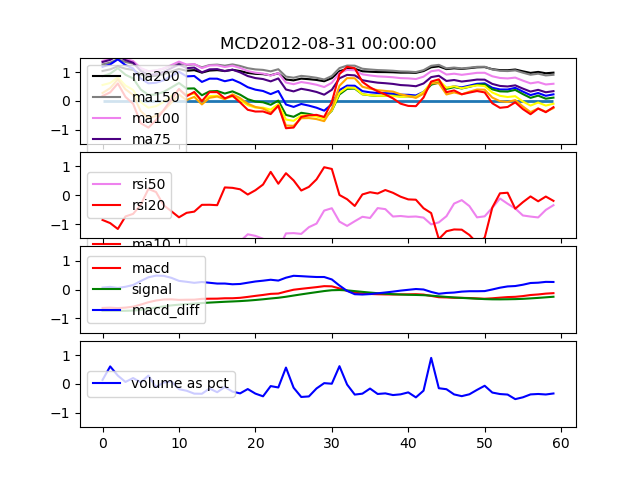 MCD2012-08-31 00:00:00
1
0
−1
ma200
ma150
ma100
ma75
1
0
−1
rsi50
rsi20
ma10
1
0
−1
macd
signal
macd_diff
1
0
−1
volume as pct
0 10 20 30 40 50 60